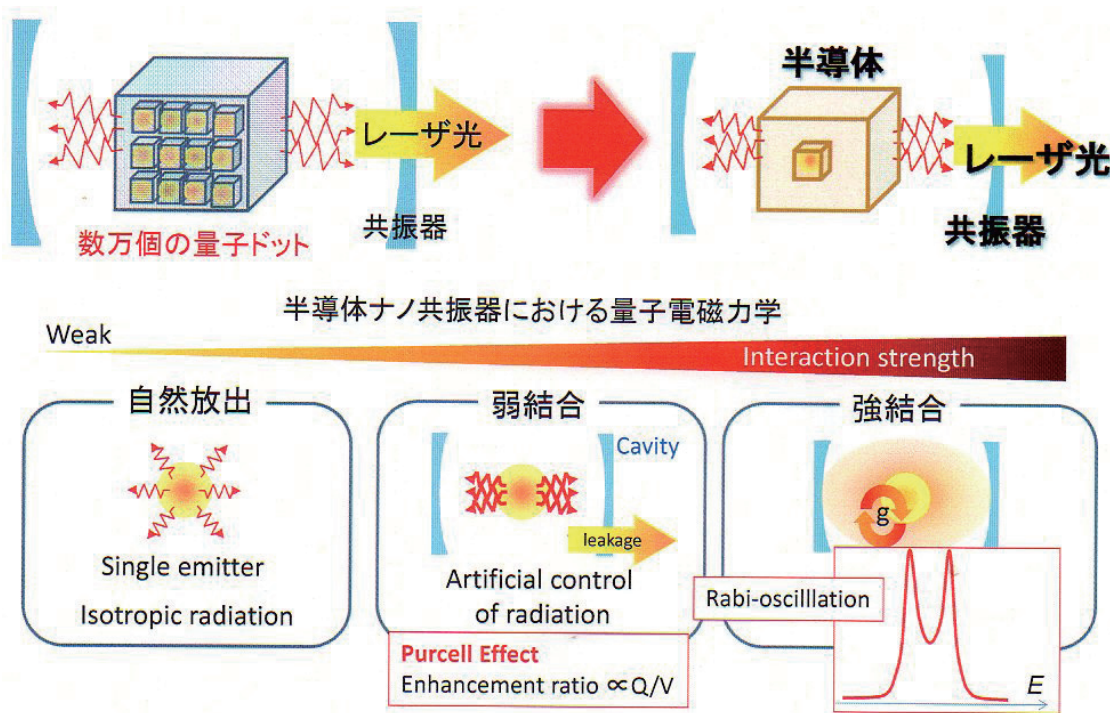 半導体
レーザ光
レーザ光
共振器
共振器
数万個の量子ドット
半導体ナノ共振器における量子電磁力学
Weak
Interaction strength
自然放出
弱結合
強結合
Cavity
g
leakage
Single emitter
Isotropic radiation
Artificial control
of radiation
Rabi-oscilllation
Purcell Effect
Enhancement ratio ∝Q/V
E